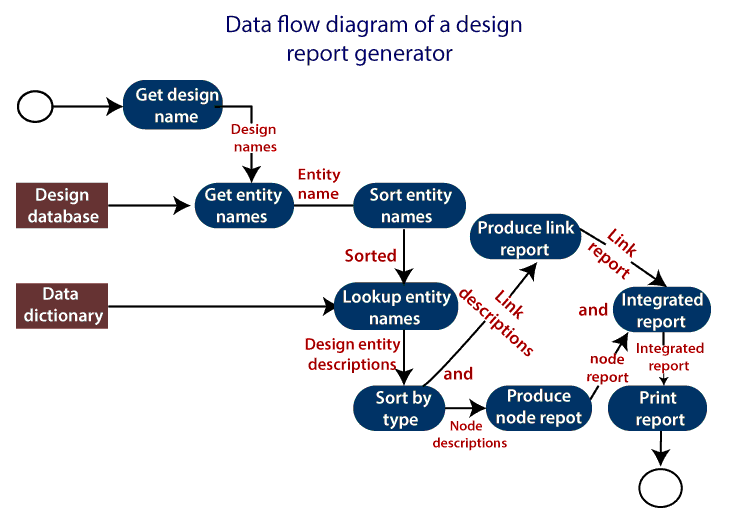 Data flow diagram of a design
report generator
Get design
name
Design
names
Design
database
Get entity
names
Entity
name
Sort entity
names
Sorted
Produce link
report
Link
report
Data
dictionary
Lookup entity
names
Link
descriptions
and
Integrated
report
Design entity
descriptions
and
node
report
Integrated
report
Sort by
type
Node
descriptions
Produce
node repot
Print
report